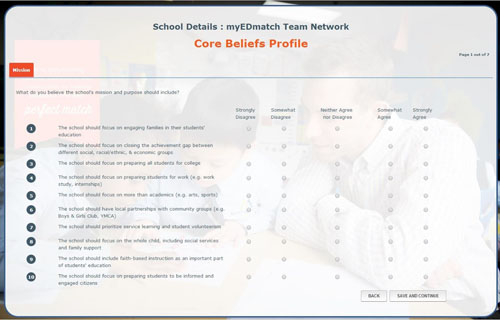 School Details : myEDmatch Team Network
Core Beliefs Profile
Page 1 out of 7
Mission
What do you believe the school's mission and purpose should include?
perfect match
Strongly Disagree Somewhat Disagree Neither Agree nor Disagree Somewhat Agree Strongly Agree
1 The school should focus on engaging families in their students'
education
2 The school should focus on closing the achievement gap between
different social, racial/ethnic, & economic groups
3 The school should focus on preparing all students for college
4 The school should focus on preparing students for work (e.g. work
study, internships)
5 The school should focus on more than academics (e.g. arts, sports)
6 The school should have local partnerships with community groups (e.g.
Boys & Girls Club, YMCA)
7 The school should prioritize service learning and student volunteerism
8 The school should focus on the whole child, including social services
and family support
9 The school should include faith-based instruction as an important
part of students' education
10 The school should focus on preparing students to be informed and
engaged citizens
BACK SAVE AND CONTINUE